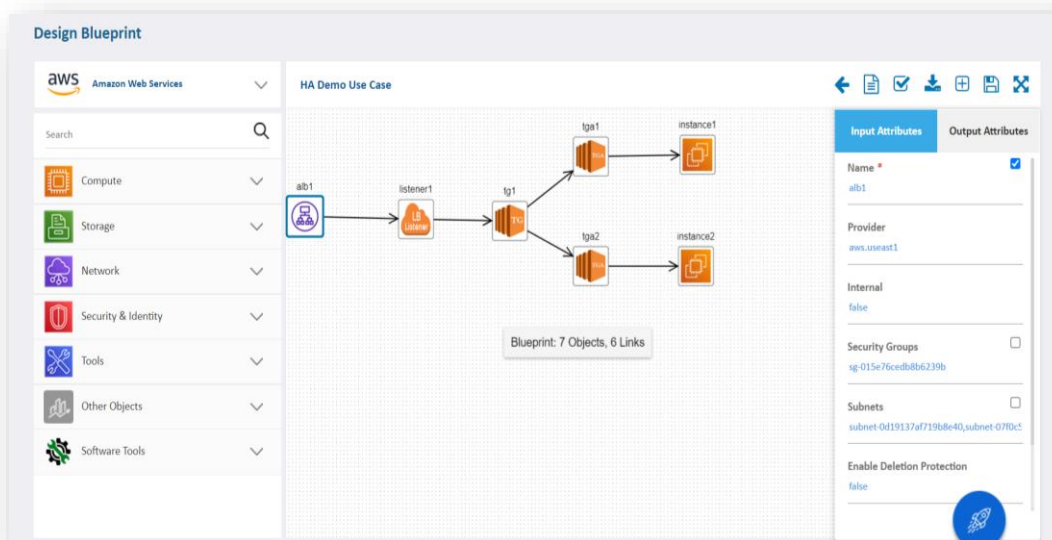 Design Blueprint
aws Amazon Web Services
HA Demo Use Case
Search
Compute
Storage
Network
Security & Identity
Tools
Other Objects
Software Tools
alb1
listener1
LB
Listener
tg1
TG
tga1
TGA
instance1
tga2
TGA
instance2
Blueprint: 7 Objects, 6 Links
Input Attributes
Output Attributes
Name *
alb1
Provider
aws.useast1
Internal
false
Security Groups
sg-015e76cedb8b6239b
Subnets
subnet-0d19137af719b8e40,subnet-07f0c5
Enable Deletion Protection
false